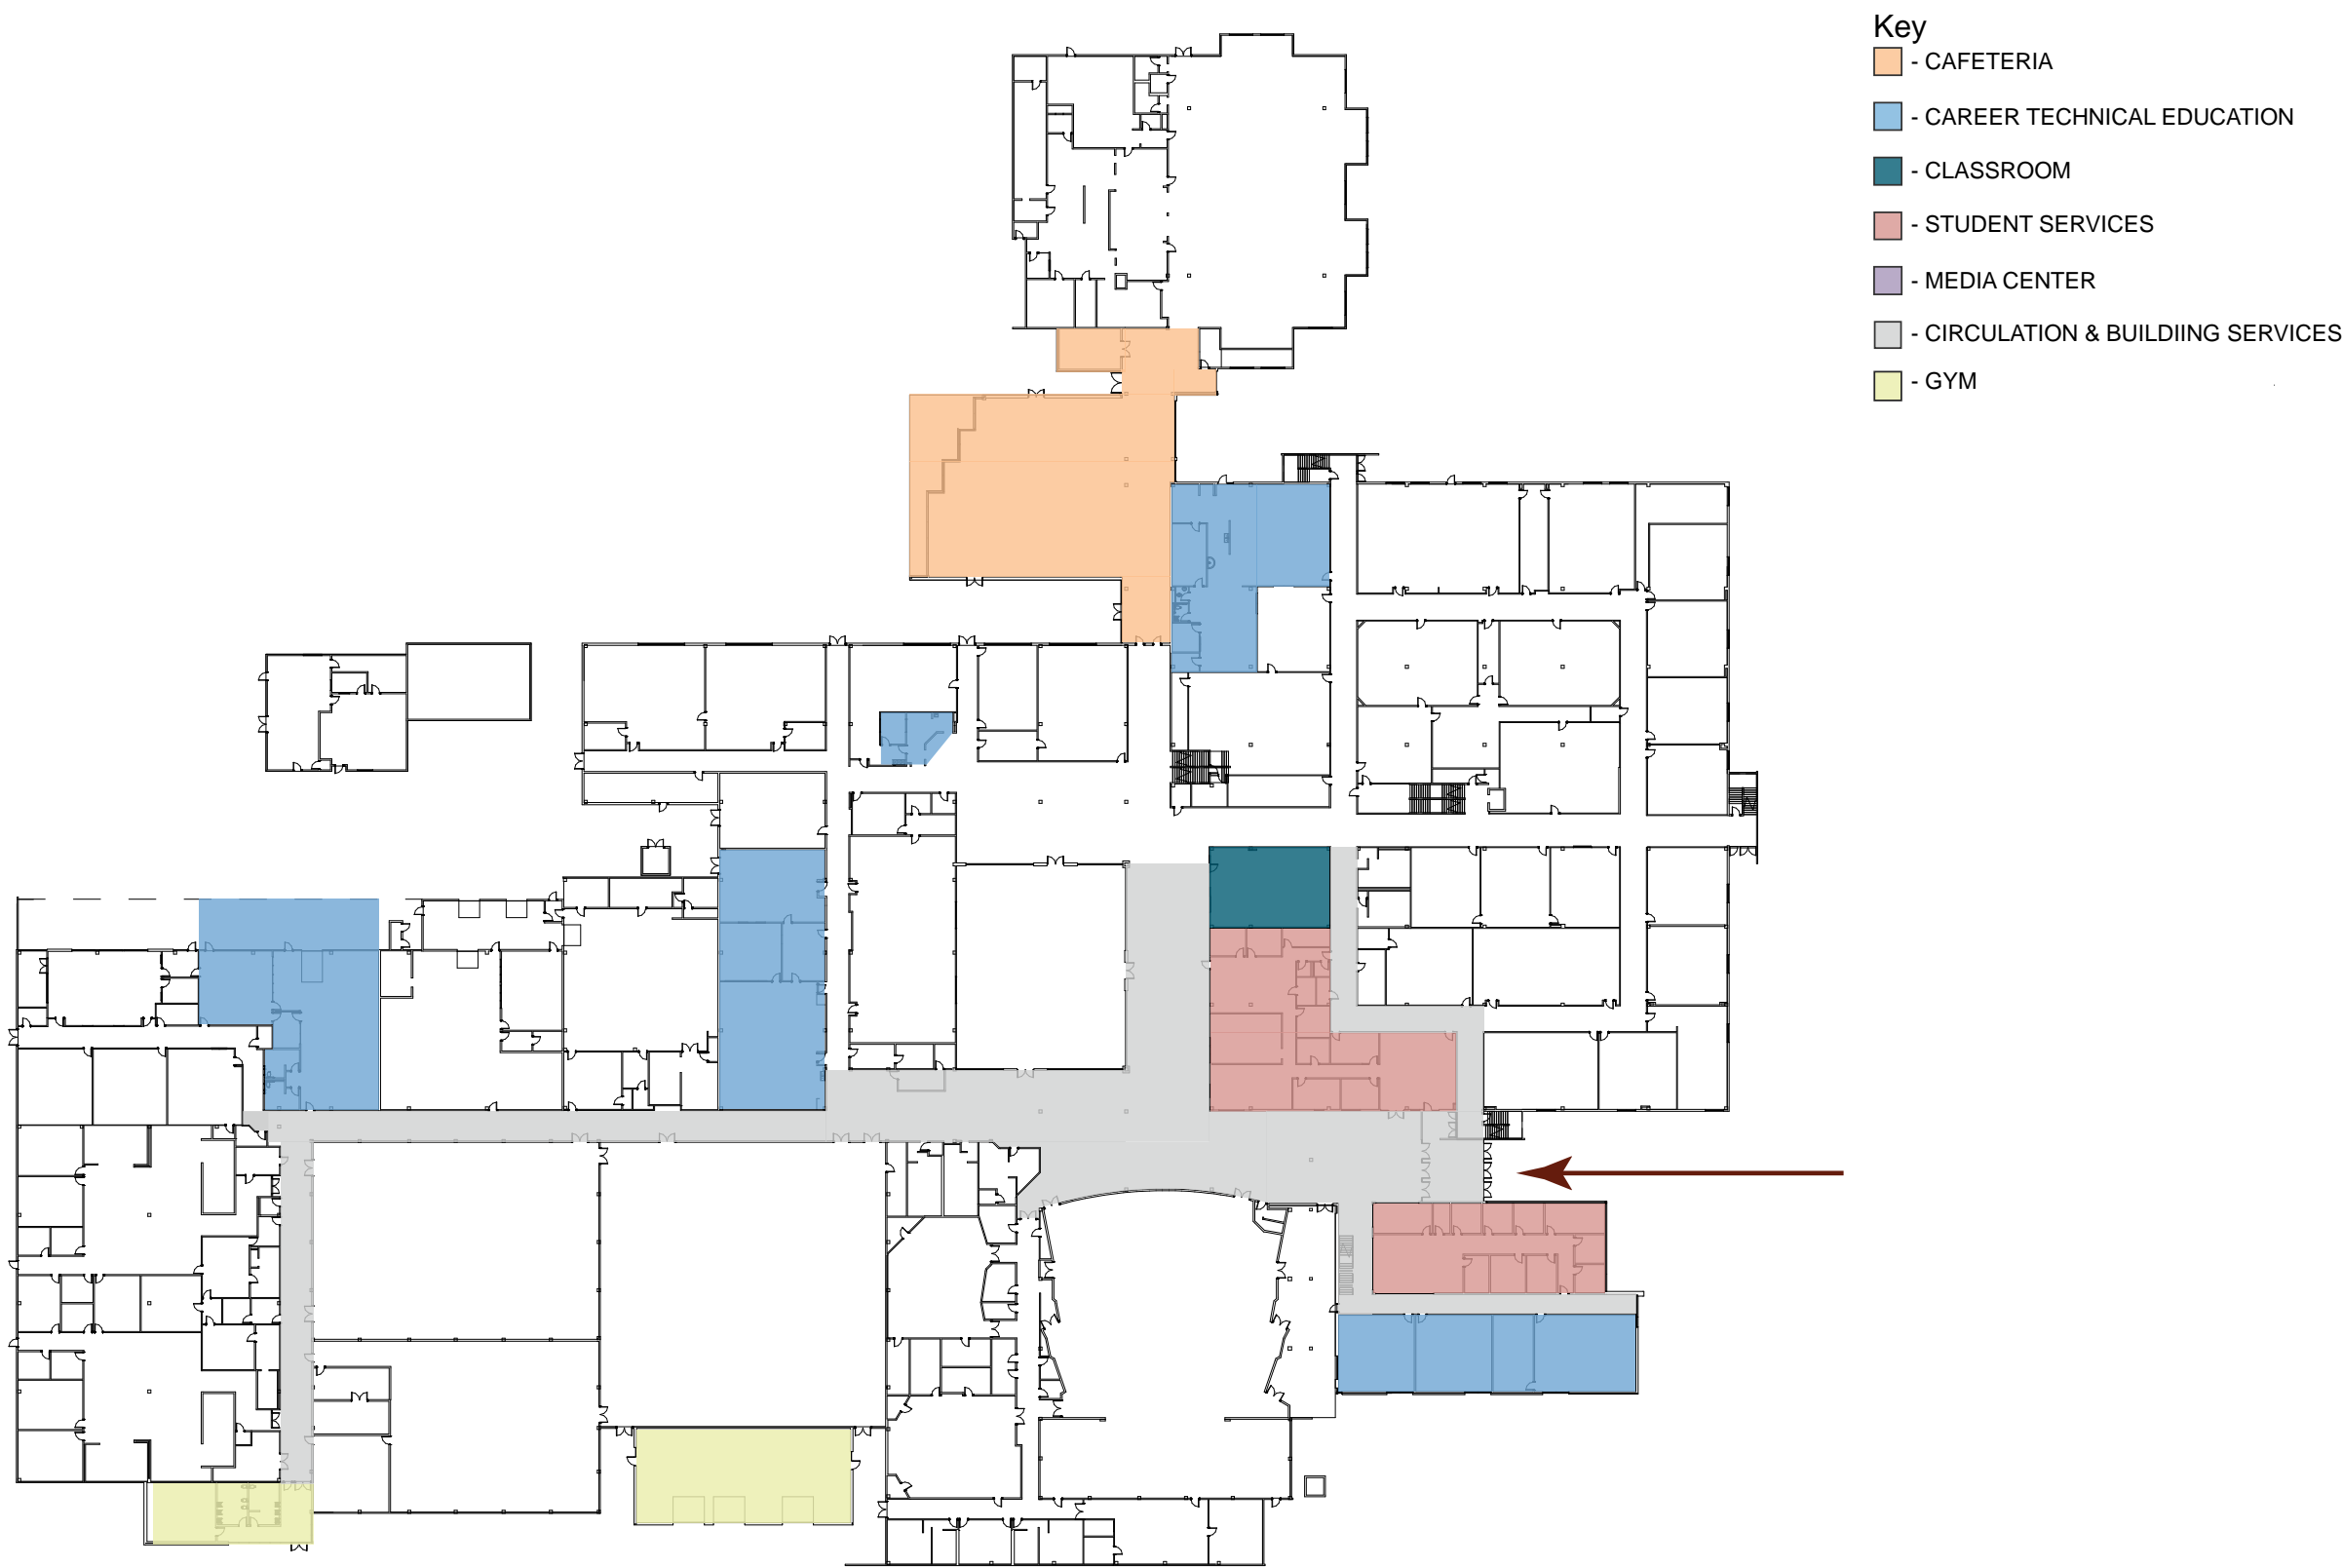 Key
- CAFETERIA
- CAREER TECHNICAL EDUCATION
- CLASSROOM
- STUDENT SERVICES
- MEDIA CENTER
- CIRCULATION & BUILDIING SERVICES
- GYM